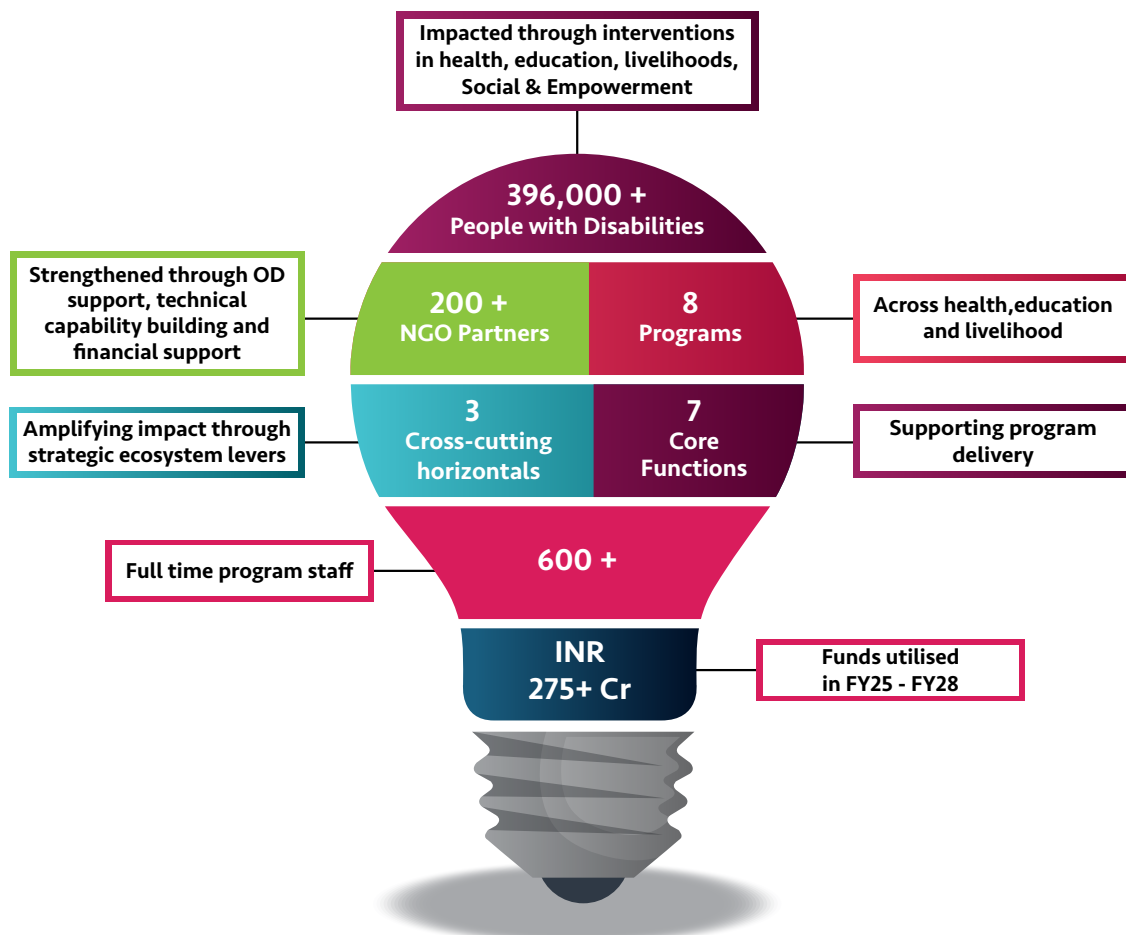 Impacted through interventions
in health, education, livelihoods,
Social & Empowerment
396,000 +
People with Disabilities
Strengthened through OD
support, technical
capability building and
financial support
200 +
NGO Partners
8
Programs
Across health,education
and livelihood
Amplifying impact through
strategic ecosystem levers
3
Cross-cutting
horizontals
7
Core
Functions
Supporting program
delivery
Full time program staff
600 +
INR
275+ Cr
Funds utilised
in FY25 - FY28